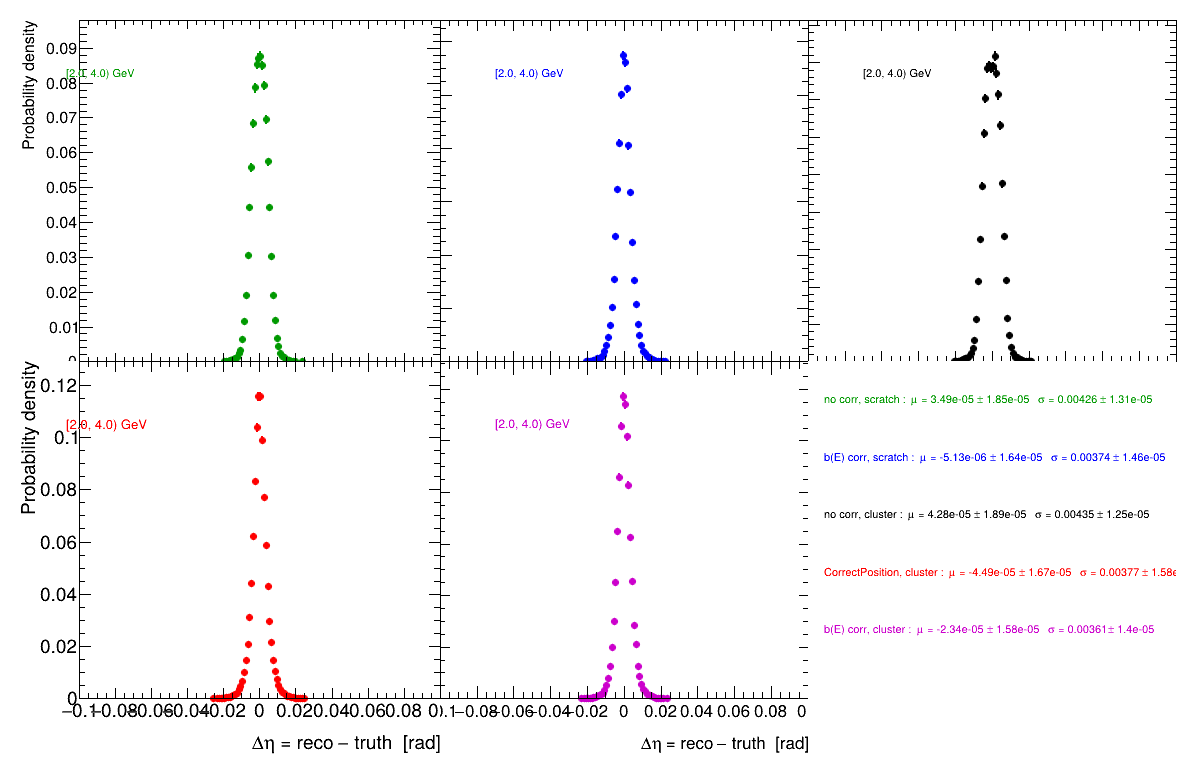 Probability density
0.09
0.08
0.07
0.06
0.05
0.04
0.03
0.02
0.01
[2.0, 4.0) GeV
[2.0, 4.0) GeV
[2.0, 4.0) GeV
Probability density
0.12
0.1
0.08
0.06
0.04
0.02
0
[2.0, 4.0) GeV
[2.0, 4.0) GeV
−0.1 −0.08 −0.06 −0.04 −0.02 0 0.02 0.04 0.06 0.08 0.1
−0.08 −0.06 −0.04 −0.02 0 0.02 0.04 0.06 0.08 0
Δη = reco − truth [rad]
Δη = reco − truth [rad]
no corr, scratch : μ = 3.49e-05 ± 1.85e-05 σ = 0.00426 ± 1.31e-05
b(E) corr, scratch : μ = -5.13e-06 ± 1.64e-05 σ = 0.00374 ± 1.46e-05
no corr, cluster : μ = 4.28e-05 ± 1.89e-05 σ = 0.00435 ± 1.25e-05
CorrectPosition, cluster : μ = -4.49e-05 ± 1.67e-05 σ = 0.00377 ± 1.58e
b(E) corr, cluster : μ = -2.34e-05 ± 1.58e-05 σ = 0.00361 ± 1.4e-05